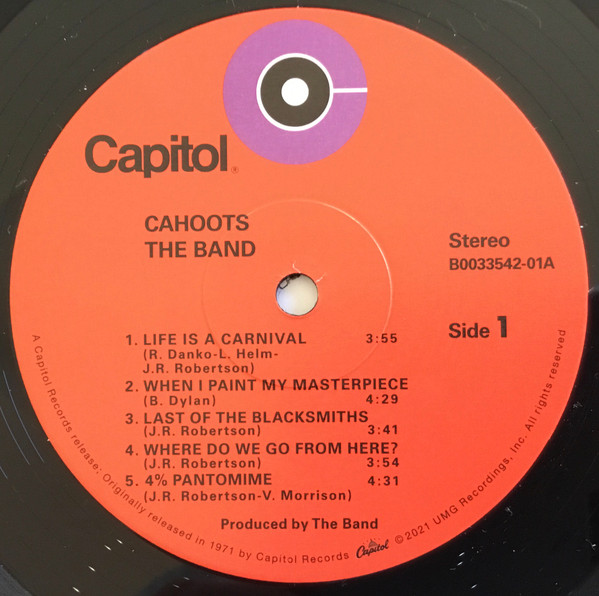 Capitol®
CAHOOTS
THE BAND
Stereo
B0033542-01A
Side 1
1. LIFE IS A CARNIVAL 3:55
(R. Danko-L. Helm-
J.R. Robertson)
2. WHEN I PAINT MY MASTERPIECE
(B. Dylan) 4:29
3. LAST OF THE BLACKSMITHS
(J.R. Robertson) 3:41
4. WHERE DO WE GO FROM HERE?
(J.R. Robertson) 3:54
5. 4% PANTOMIME 4:31
(J.R. Robertson-V. Morrison)
Produced by The Band
A Capitol Records release; Originally released in 1971 by Capitol Records Capitol ©2021 UMG Recordings, Inc. All rights reserved